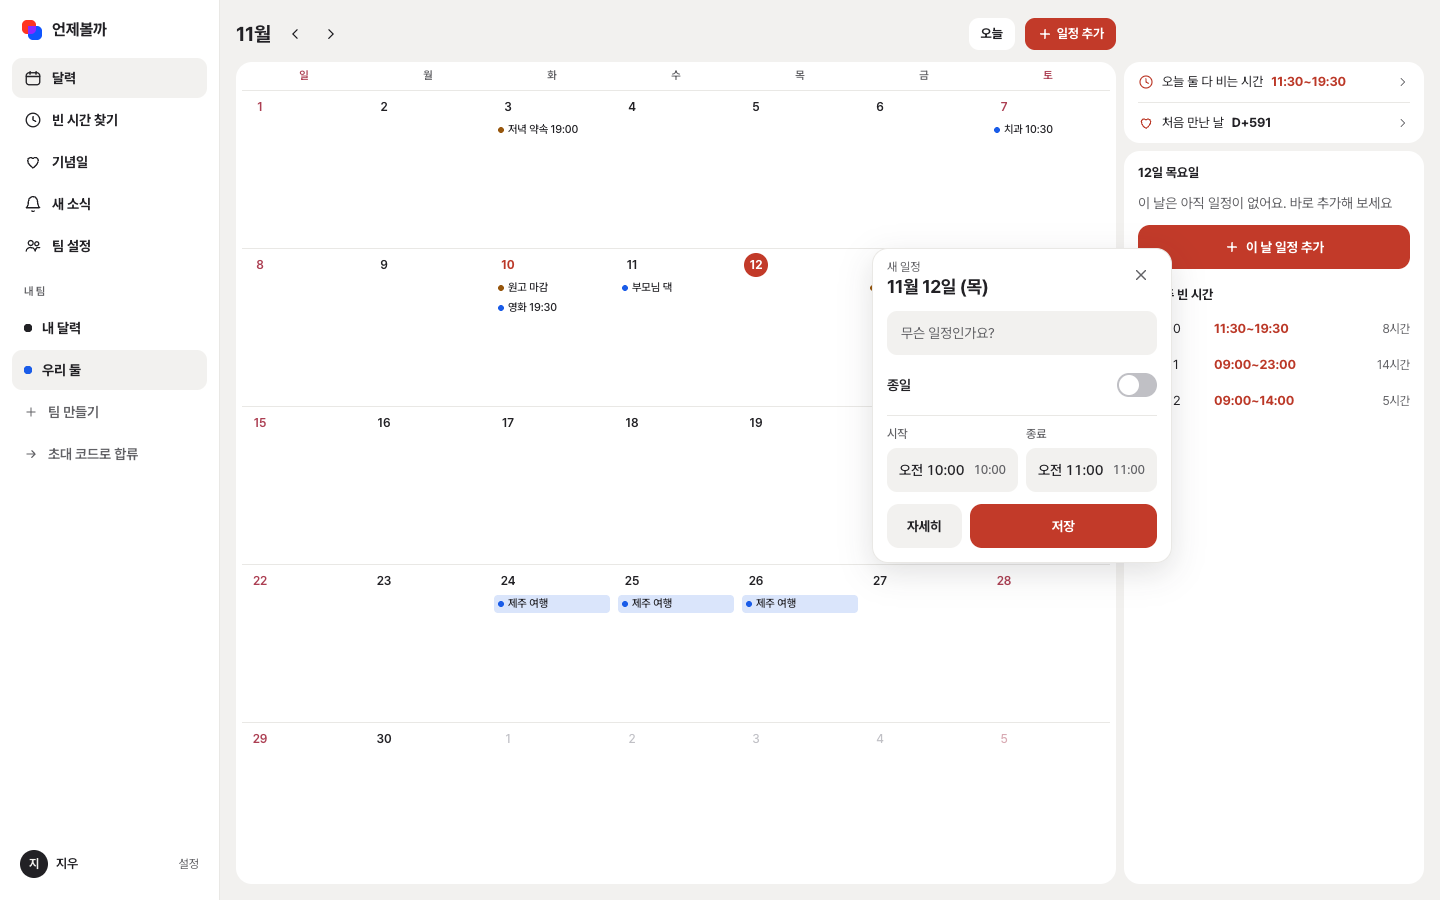 언제볼까
달력
빈 시간 찾기
기념일
새 소식
팀 설정
내 팀
내 달력
우리 둘
팀 만들기
초대 코드로 합류
지 지우 설정
11월
오늘 일정 추가
일 월 화 수 목 금 토
1 2 3 4 5 6 7
저녁 약속 19:00 치과 10:30
8 9 10 11 12
원고 마감 부모님 댁
영화 19:30
15 16 17 18 19
22 23 24 25 26 27 28
제주 여행 제주 여행 제주 여행
29 30 1 2 3 4 5
새 일정
11월 12일 (목)
무슨 일정인가요?
종일
시작 종료
오전 10:00 10:00 오전 11:00 11:00
자세히 저장
오늘 둘 다 비는 시간 11:30~19:30
처음 만난 날 D+591
12일 목요일
이 날은 아직 일정이 없어요. 바로 추가해 보세요
이 날 일정 추가
빈 시간
0 11:30~19:30 8시간
1 09:00~23:00 14시간
2 09:00~14:00 5시간